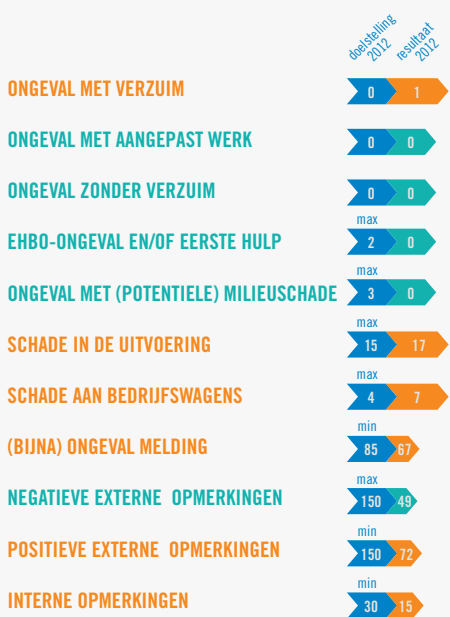 doelstelling 2012 resultaat 2012
ONGEVAL MET VERZUIM 0 1
ONGEVAL MET AANGEPAST WERK 0 0
ONGEVAL ZONDER VERZUIM 0 0
max
EHBO-ONGEVAL EN/OF EERSTE HULP 2 0
max
ONGEVAL MET (POTENTIELE) MILIEUSCHADE 3 0
max
SCHADE IN DE UITVOERING 15 17
max
SCHADE AAN BEDRIJFSWAGENS 4 7
min
(BIJNA) ONGEVAL MELDING 85 67
max
NEGATIEVE EXTERNE OPMERKINGEN 150 49
min
POSITIEVE EXTERNE OPMERKINGEN 150 72
min
INTERNE OPMERKINGEN 30 15